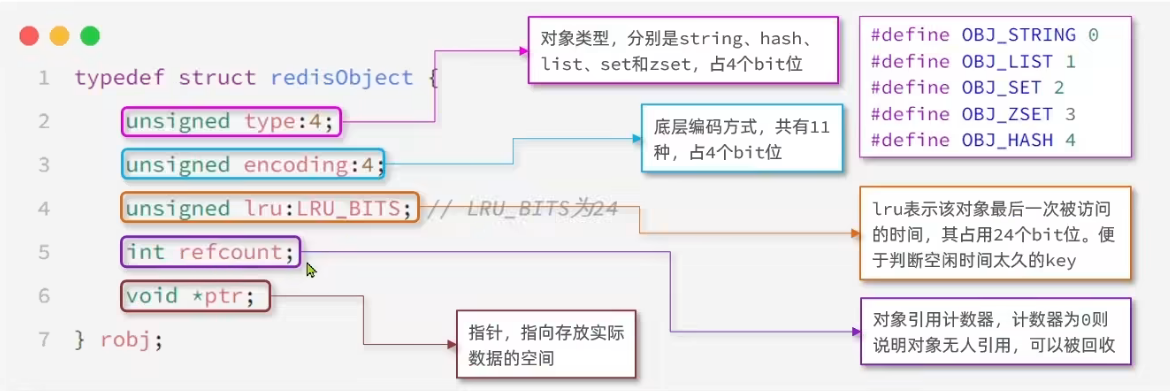 1 typedef struct redisObject {
2 unsigned type:4;
3 unsigned encoding:4;
4 unsigned lru:LRU_BITS; // LRU_BITS为24
5 int refcount;
6 void *ptr;
7 } robj;
对象类型，分别是string、hash、
list、set和zset，占4个bit位
底层编码方式，共有11
种，占4个bit位
#define OBJ_STRING 0
#define OBJ_LIST 1
#define OBJ_SET 2
#define OBJ_ZSET 3
#define OBJ_HASH 4
lru表示该对象最后一次被访问
的时间，其占用24个bit位。便
于判断空闲时间太久的key
对象引用计数器，计数器为0则
说明对象无人引用，可以被回收
指针，指向存放实际
数据的空间